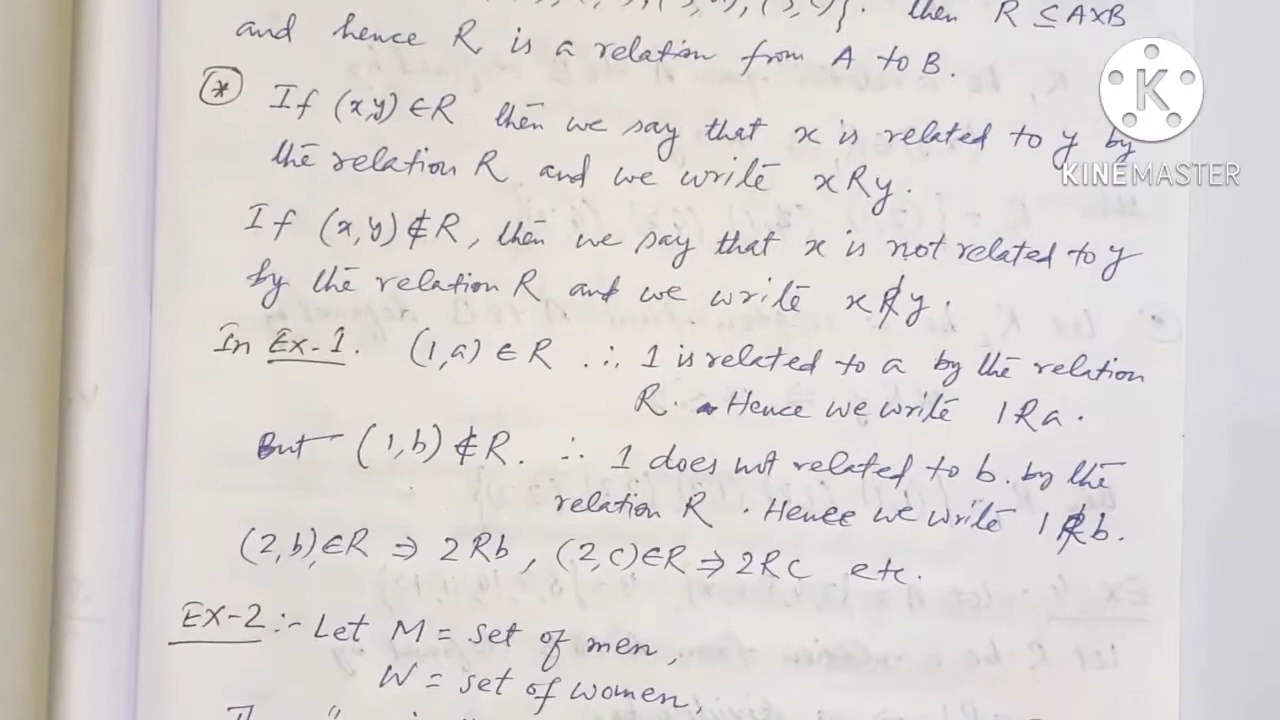 then R ⊆ A×B
and hence R is a relation from A to B.
* If (x,y) ∈ R then we say that x is related to y by
the relation R and we write x R y.
If (x,y) ∉ R, then we say that x is not related to y
by the relation R and we write x R̸ y.
In Ex-1. (1,a) ∈ R ∴ 1 is related to a by the relation
R. Hence we write 1Ra.
But (1,b) ∉ R. ∴ 1 does not related to b. by the
relation R. Hence we write 1 R̸ b.
(2,b) ∈ R ⇒ 2Rb, (2,c) ∈ R ⇒ 2RC etc.
EX-2 :- Let M = set of men,
W = set of women,
K
KINEMASTER